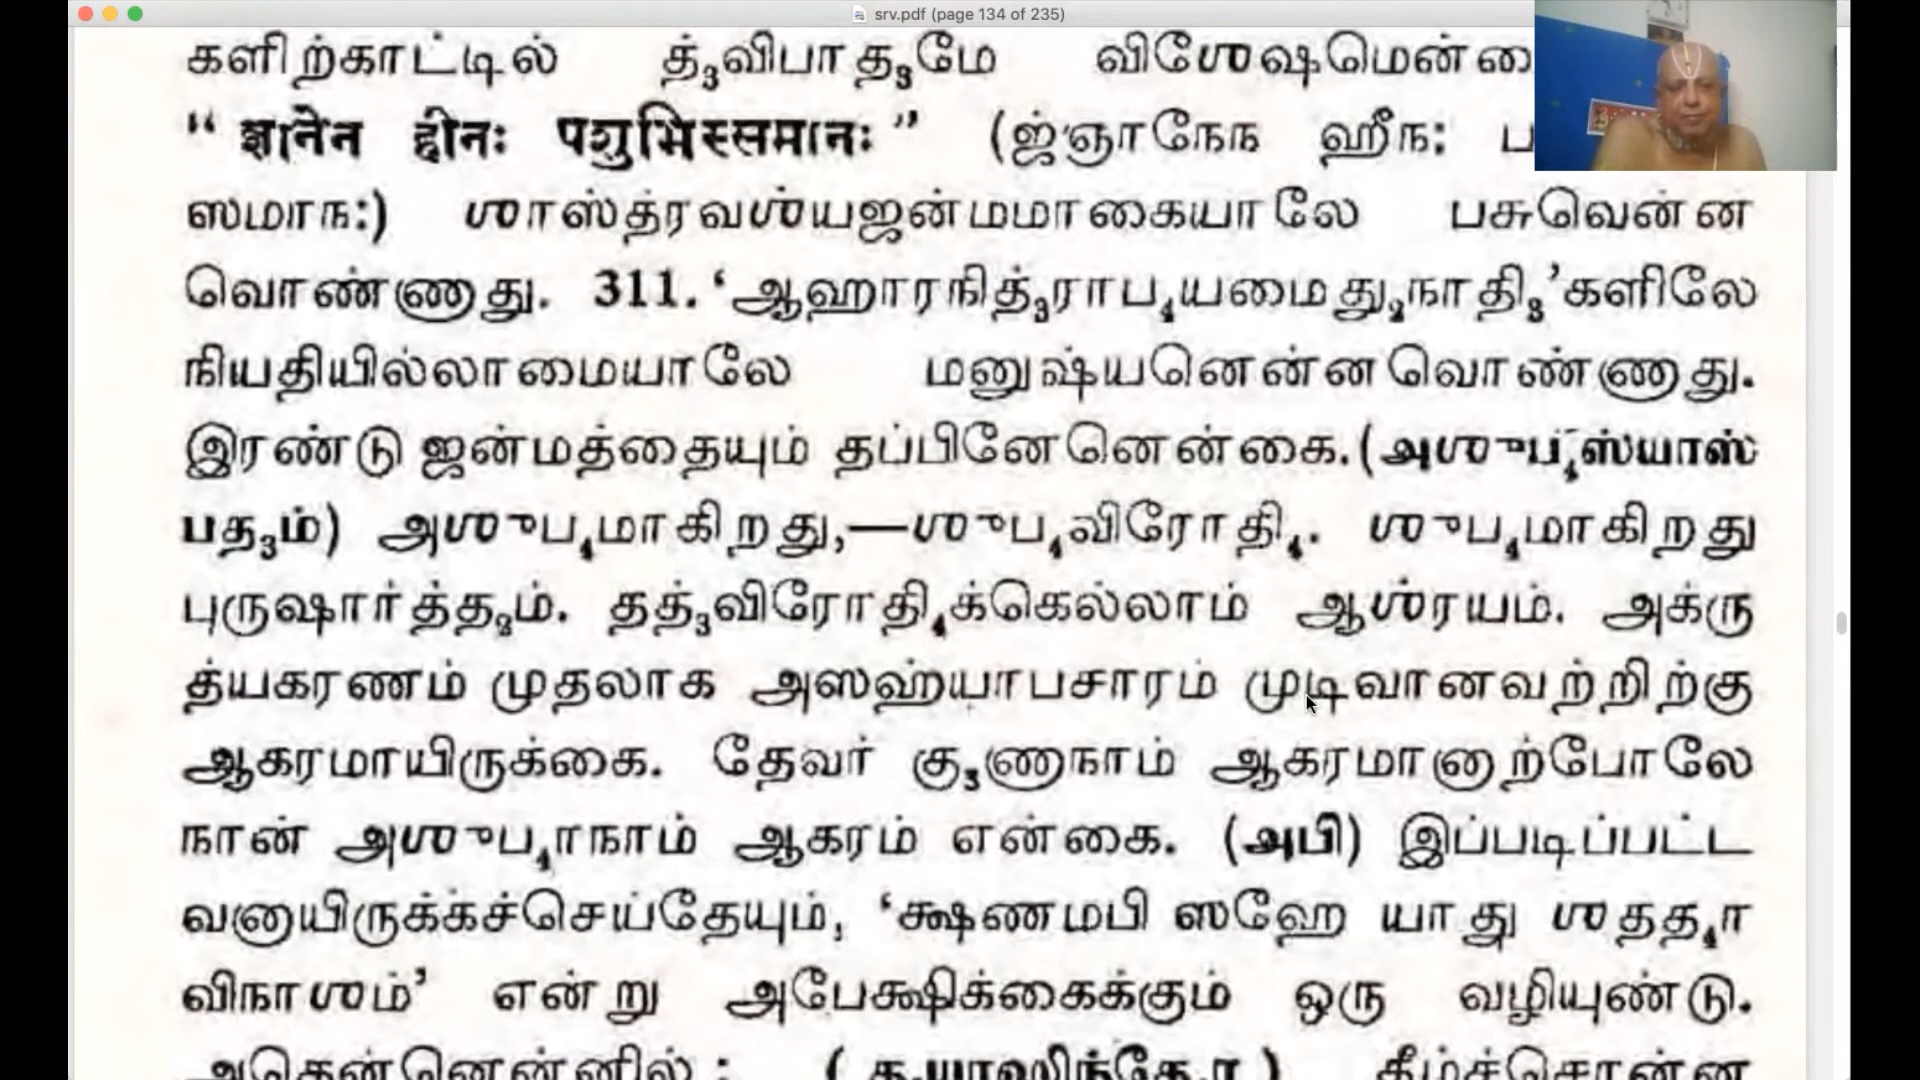 srv.pdf (page 134 of 235)
களிற்காட்டில் த்₃விபாத₃மே விஶேஷமென்
“ ज्ञानेन हीनः पशुभिस्समानः ” (ஜ்ஞாநேந ஹீந: ப
ஸமாந:) ஶாஸ்த்ரவஶ்யஜன்மமாகையாலே பசுவென்ன
வொண்ணாது. 311. ‘ஆஹாரநித்₃ராப₄யமைது₂நாதி₃’களிலே
நியதியில்லாமையாலே மனுஷ்யனென்னவொண்ணாது.
இரண்டு ஜன்மத்தையும் தப்பினேனென்கை. (அஶுப₄ஸ்யாஸ்
பத₃ம்) அஶுப₄மாகிறது,—ஶுப₄விரோதி₄. ஶுப₄மாகிறது
புருஷார்த்த₂ம். தத்₃விரோதி₄க்கெல்லாம் ஆஶ்ரயம். அக்ரு
த்யகரணம் முதலாக அஸஹ்யாபசாரம் முடிவானவற்றிற்கு
ஆகரமாயிருக்கை. தேவர் கு₃ணாநாம் ஆகரமானாற்போலே
நான் அஶுப₄ாநாம் ஆகரம் என்கை. (அபி) இப்படிப்பட்ட
வனாயிருக்கச்செய்தேயும், ‘க்ஷணமபி ஸஹே யாது ஶதத₄ா
விநாஶம்’ என்று அபேக்ஷிக்கைக்கும் ஒரு வழியுண்டு.
அதென்னென்னில் ; கீழ்ச்சொன்ன